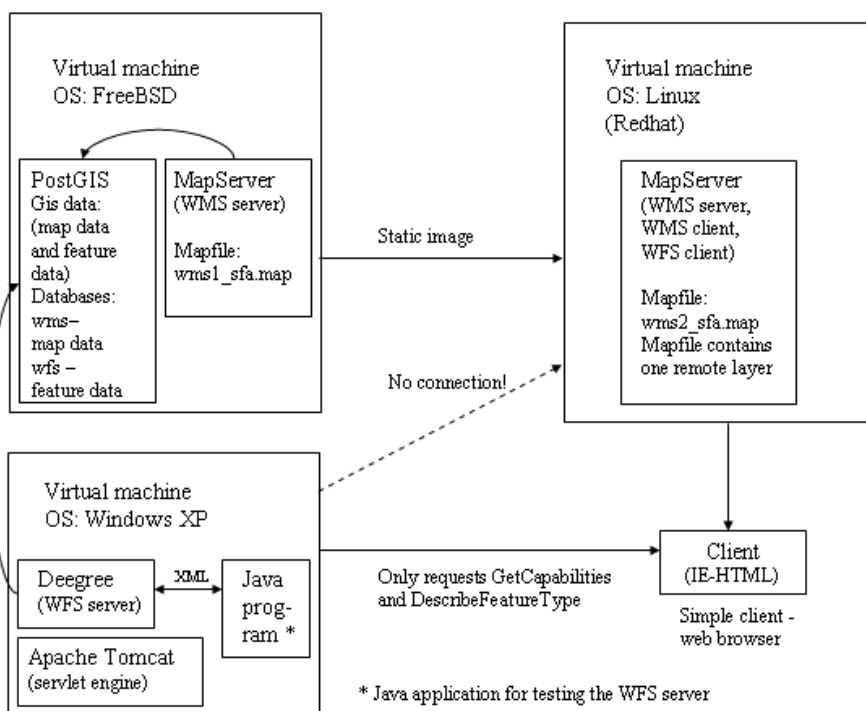 Virtual machine
OS: FreeBSD
PostGIS
Gis data:
(map data
and feature
data)
Databases:
wms–
map data
wfs –
feature data
MapServer
(WMS server)
Mapfile:
wms1_sfa.map
Static image
Virtual machine
OS: Linux
(Redhat)
MapServer
(WMS server,
WMS client,
WFS client)
Mapfile:
wms2_sfa.map
Mapfile contains
one remote layer
No connection!
Virtual machine
OS: Windows XP
Deegree
(WFS server)
XML
Java
prog-
ram *
Apache Tomcat
(servlet engine)
Only requests GetCapabilities
and DescribeFeatureType
Client
(IE-HTML)
Simple client -
web browser
* Java application for testing the WFS server